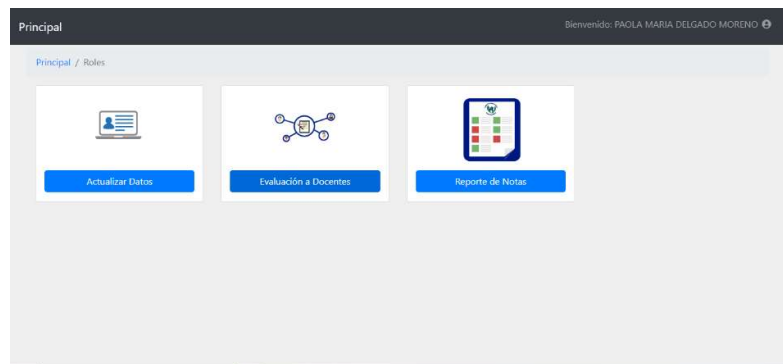 Principal
Bienvenido: PAOLA MARIA DELGADO MORENO
Principal / Roles
Actualizar Datos
Evaluación a Docentes
Reporte de Notas